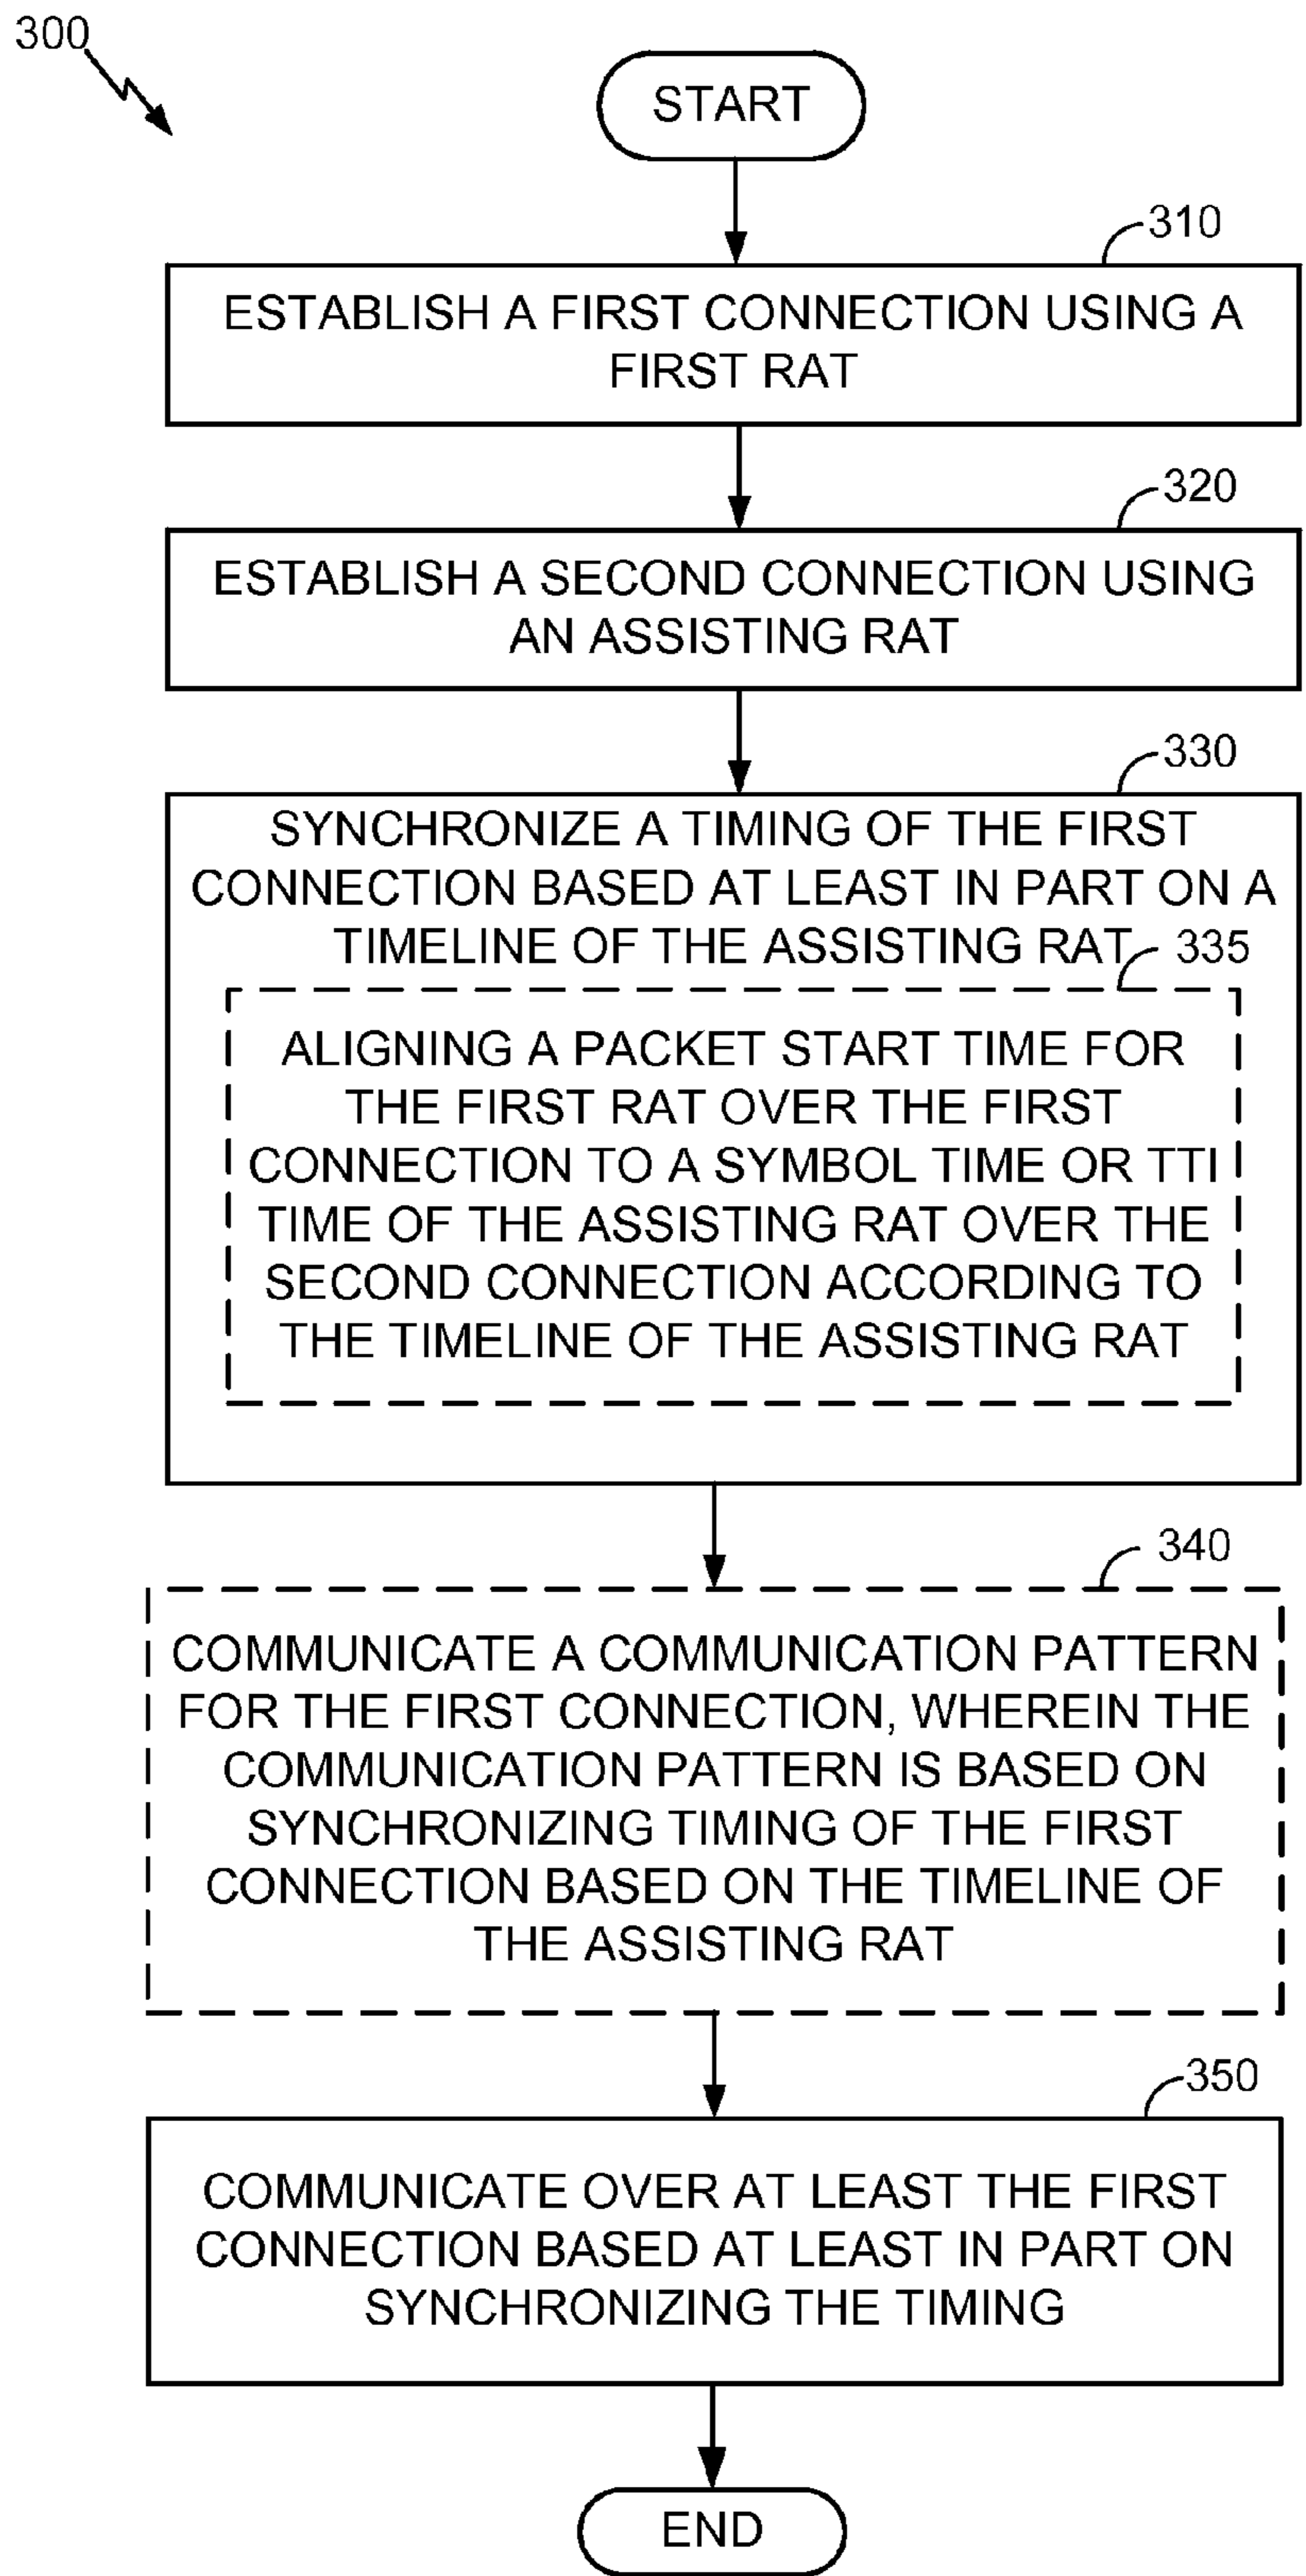 300
START
310
ESTABLISH A FIRST CONNECTION USING A
FIRST RAT
320
ESTABLISH A SECOND CONNECTION USING
AN ASSISTING RAT
330
SYNCHRONIZE A TIMING OF THE FIRST
CONNECTION BASED AT LEAST IN PART ON A
TIMELINE OF THE ASSISTING RAT
335
ALIGNING A PACKET START TIME FOR
THE FIRST RAT OVER THE FIRST
CONNECTION TO A SYMBOL TIME OR TTI
TIME OF THE ASSISTING RAT OVER THE
SECOND CONNECTION ACCORDING TO
THE TIMELINE OF THE ASSISTING RAT
340
COMMUNICATE A COMMUNICATION PATTERN
FOR THE FIRST CONNECTION, WHEREIN THE
COMMUNICATION PATTERN IS BASED ON
SYNCHRONIZING TIMING OF THE FIRST
CONNECTION BASED ON THE TIMELINE OF
THE ASSISTING RAT
350
COMMUNICATE OVER AT LEAST THE FIRST
CONNECTION BASED AT LEAST IN PART ON
SYNCHRONIZING THE TIMING
END